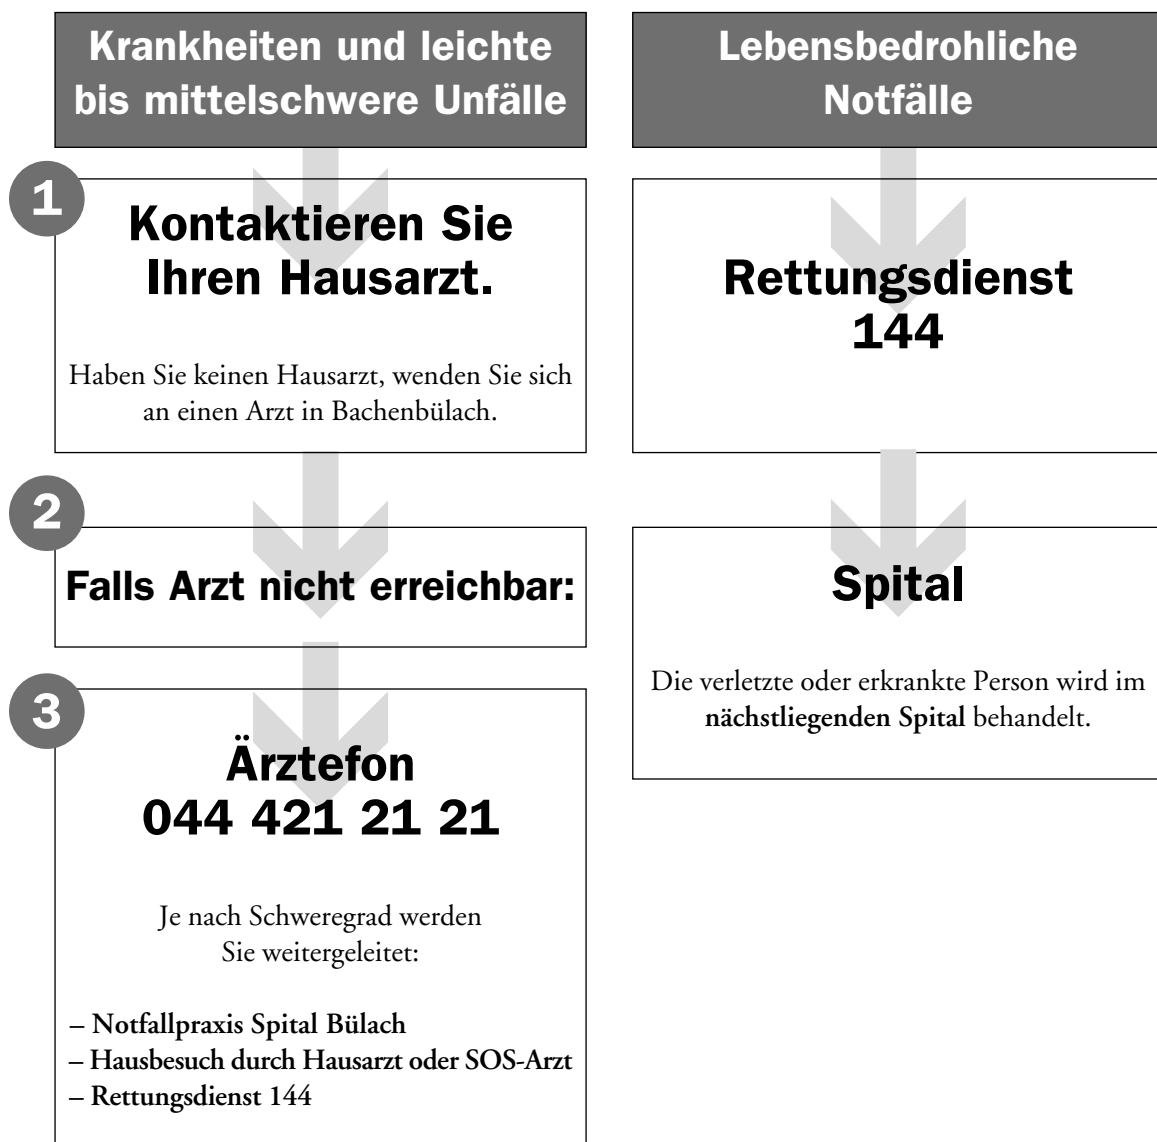 Krankheiten und leichte
bis mittelschwere Unfälle
1
Kontaktieren Sie
Ihren Hausarzt.
Haben Sie keinen Hausarzt, wenden Sie sich
an einen Arzt in Bachenbülach.
2
Falls Arzt nicht erreichbar:
3
Ärztefon
044 421 21 21
Je nach Schweregrad werden
Sie weitergeleitet:
– Notfallpraxis Spital Bülach
– Hausbesuch durch Hausarzt oder SOS-Arzt
– Rettungsdienst 144
Lebensbedrohliche
Notfälle
Rettungsdienst
144
Spital
Die verletzte oder erkrankte Person wird im
nächstliegenden Spital behandelt.